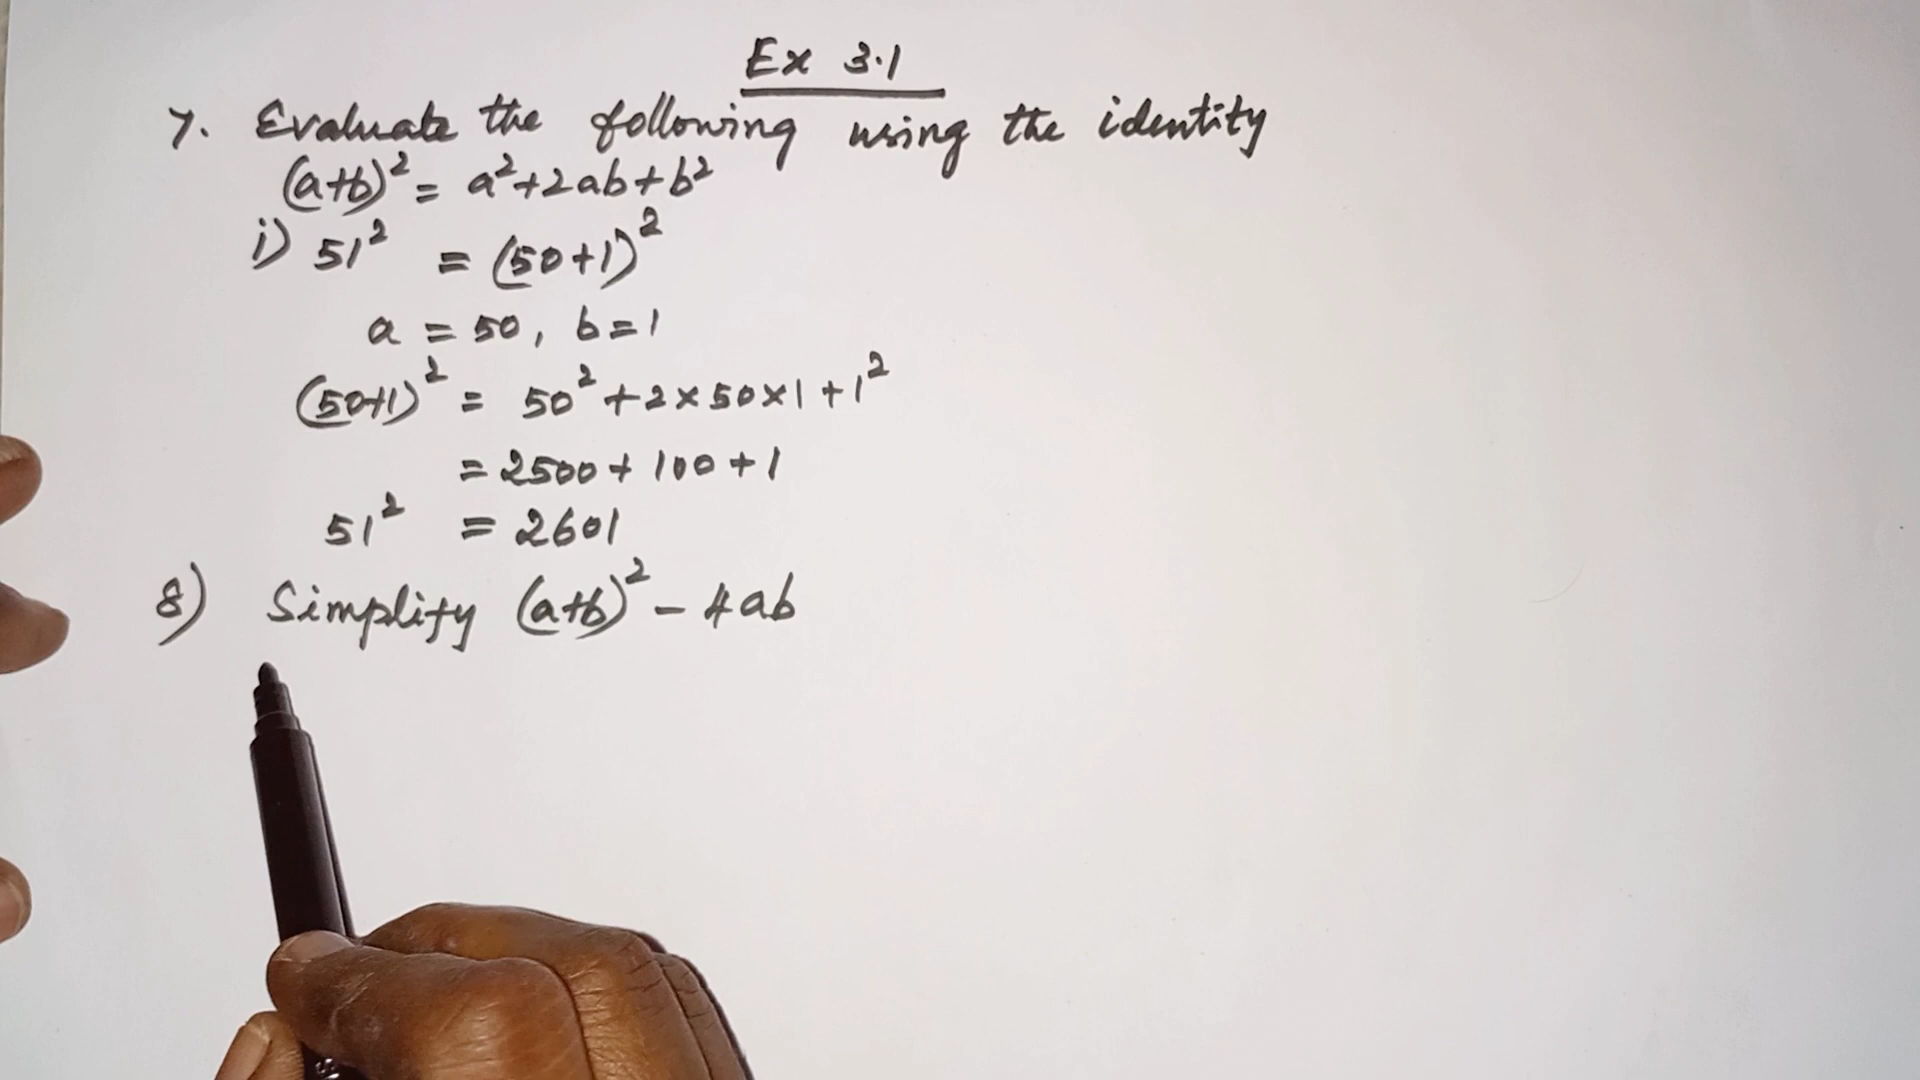 Ex 3.1
7. Evaluate the following using the identity
(a+b)² = a²+2ab+b²
i) 51² = (50+1)²
a = 50, b=1
(50+1)² = 50²+2×50×1+1²
= 2500+100+1
51² = 2601
8) Simplify (a+b)² - 4ab